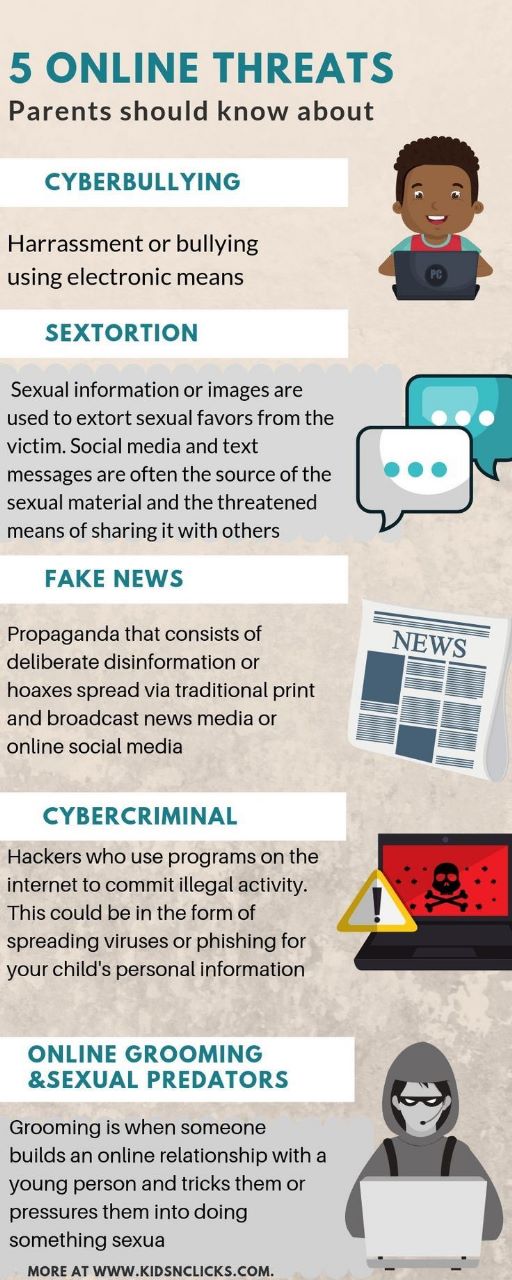 5 ONLINE THREATS
Parents should know about
CYBERBULLYING
Harrassment or bullying
using electronic means
PC
SEXTORTION
Sexual information or images are
used to extort sexual favors from the
victim. Social media and text
messages are often the source of the
sexual material and the threatened
means of sharing it with others
FAKE NEWS
Propaganda that consists of
deliberate disinformation or
hoaxes spread via traditional print
and broadcast news media or
online social media
NEWS
CYBERCRIMINAL
Hackers who use programs on the
internet to commit illegal activity.
This could be in the form of
spreading viruses or phishing for
your child's personal information
ONLINE GROOMING
&SEXUAL PREDATORS
Grooming is when someone
builds an online relationship with a
young person and tricks them or
pressures them into doing
something sexua
MORE AT WWW.KIDSNCLICKS.COM.